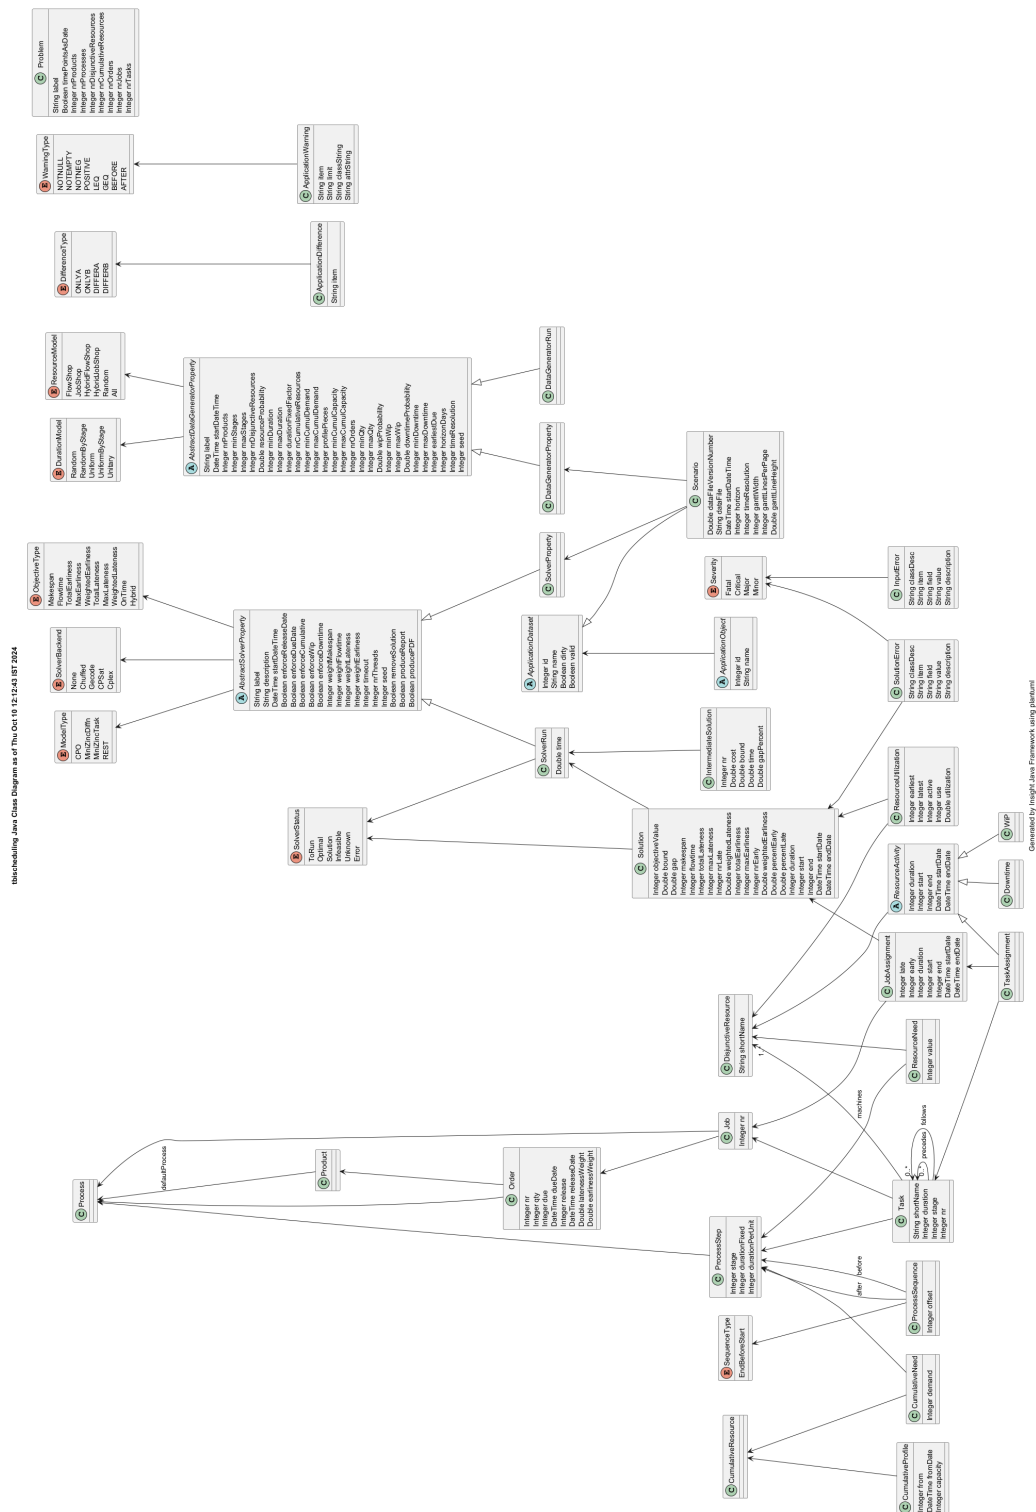 tbischeduling Java Class Diagram as of Thu Oct 10 12:12:43 IST 2024
C Problem
String label
Boolean timePointsAsDate
Integer nrProducts
Integer nrProcesses
Integer nrDisjunctiveResources
Integer nrCumulativeResources
Integer nrOrders
Integer nrJobs
Integer nrTasks
E WarningType
NOTNULL
NOTEMPTY
NOTNEG
POSITIVE
LEQ
GEQ
BEFORE
AFTER
C ApplicationWarning
String item
String limit
String classString
String attrString
E DifferenceType
ONLYA
ONLYB
DIFFERA
DIFFERB
C ApplicationDifference
String item
E ResourceModel
FlowShop
JobShop
HybridFlowShop
HybridJobShop
Random
All
E DurationModel
Random
RandomByStage
Uniform
UniformByStage
Unitary
A AbstractDataGeneratorProperty
String label
DateTime startDateTime
Integer nrProducts
Integer minStages
Integer maxStages
Integer nrDisjunctiveResources
Double resourceProbability
Integer minDuration
Integer maxDuration
Integer durationFixedFactor
Integer nrCumulativeResources
Integer minCumulDemand
Integer maxCumulDemand
Integer profilePieces
Integer minCumulCapacity
Integer maxCumulCapacity
Integer nrOrders
Integer minQty
Integer maxQty
Double wipProbability
Integer minWip
Integer maxWip
Double downtimeProbability
Integer minDowntime
Integer maxDowntime
Integer earliestDue
Integer horizonDays
Integer timeResolution
Integer seed
C DataGeneratorRun
C DataGeneratorProperty
C Scenario
Double dataFileVersionNumber
String dataFile
DateTime startDateTime
Integer horizon
Integer timeResolution
Integer ganttWidth
Integer ganttLinesPerPage
Double ganttLineHeight
E ObjectiveType
Makespan
Flowtime
TotalEarliness
MaxEarliness
WeightedEarliness
TotalLateness
MaxLateness
WeightedLateness
OnTime
Hybrid
E SolverBackend
None
Chuffed
Gecode
CPSat
Cplex
E ModelType
CPO
MiniZincDiffn
MiniZincTask
REST
A AbstractSolverProperty
String label
String description
DateTime startDateTime
Boolean enforceReleaseDate
Boolean enforceDueDate
Boolean enforceCumulative
Boolean enforceWip
Boolean enforceDowntime
Integer weightMakespan
Integer weightFlowtime
Integer weightLateness
Integer weightEarliness
Integer timeout
Integer nrThreads
Integer seed
Boolean removeSolution
Boolean produceReport
Boolean producePDF
C SolverProperty
A ApplicationDataset
Integer id
String name
Boolean dirty
Boolean valid
A ApplicationObject
Integer id
String name
E Severity
Fatal
Critical
Major
Minor
C InputError
String classDesc
String item
String field
String value
String description
C SolutionError
String classDesc
String item
String field
String value
String description
C SolverRun
Double time
C IntermediateSolution
Integer nr
Double cost
Double bound
Double time
Double gapPercent
E SolverStatus
ToRun
Optimal
Solution
Infeasible
Unknown
Error
C Solution
Integer objectiveValue
Double bound
Double gap
Integer makespan
Integer flowtime
Integer totalLateness
Integer maxLateness
Integer nrLate
Double weightedLateness
Integer totalEarliness
Integer maxEarliness
Integer nrEarly
Double weightedEarliness
Double percentEarly
Double percentLate
Integer duration
Integer start
Integer end
DateTime startDate
DateTime endDate
C ResourceUtilization
Integer earliest
Integer latest
Integer active
Integer use
Double utilization
A ResourceActivity
Integer duration
Integer start
Integer end
DateTime startDate
DateTime endDate
C WiP
C Downtime
C TaskAssignment
C JobAssignment
Integer late
Integer early
Integer duration
Integer start
Integer end
DateTime startDate
DateTime endDate
C DisjunctiveResource
String shortName
1
machines
C ResourceNeed
Integer value
C Job
Integer nr
C Process
defaultProcess
C Product
C Order
Integer nr
Integer qty
Integer due
DateTime dueDate
Integer release
DateTime releaseDate
Double latenessWeight
Double earlinessWeight
C Task
String shortName
Integer duration
Integer stage
Integer nr
0..*
0..*
precedes
follows
C ProcessStep
Integer stage
Integer durationFixed
Integer durationPerUnit
before
after
C ProcessSequence
Integer offset
E SequenceType
EndBeforeStart
C CumulativeNeed
Integer demand
C CumulativeResource
C CumulativeProfile
Integer from
DateTime fromDate
Integer capacity
Generated by Insight Java Framework using plantuml